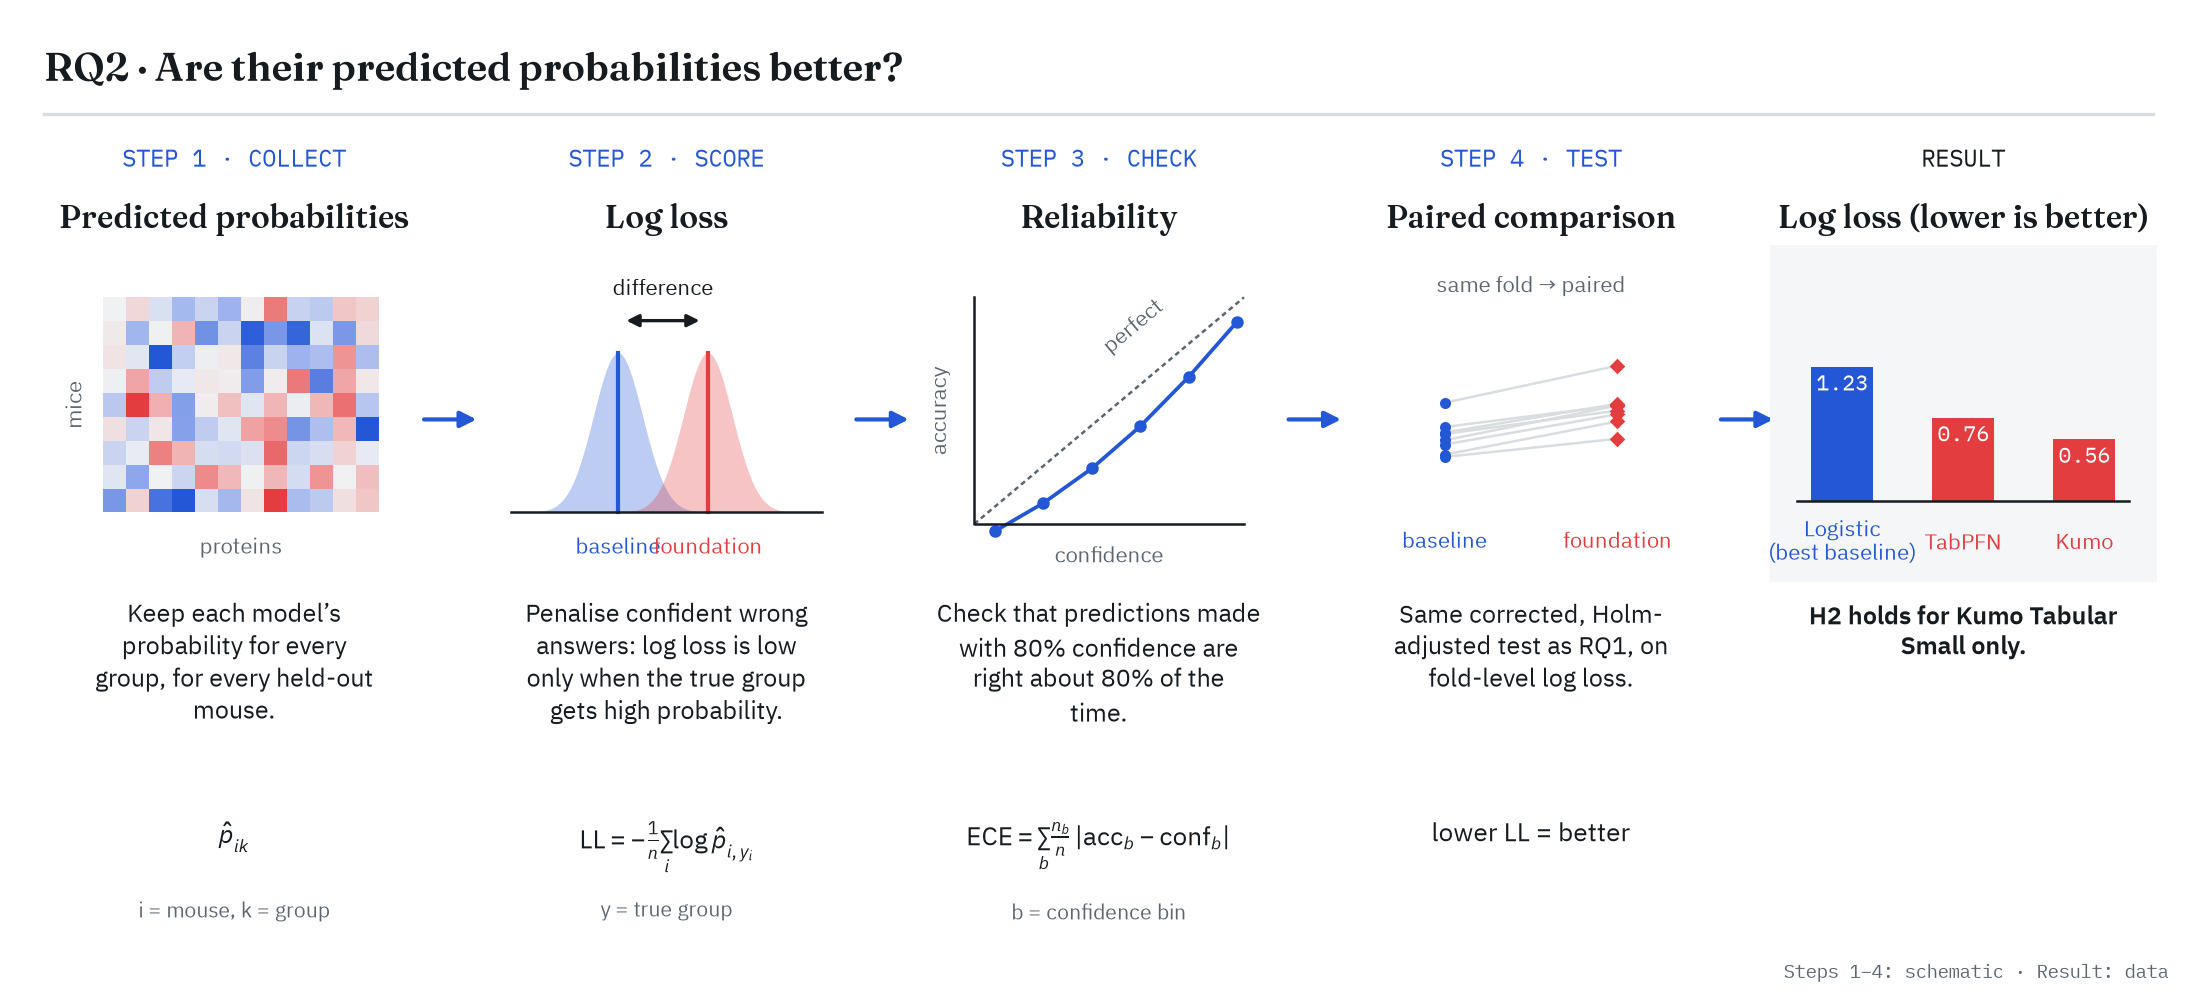 RQ2 · Are their predicted probabilities better?
STEP 1 · COLLECT
Predicted probabilities
mice
proteins
Keep each model’s
probability for every
group, for every held-out
mouse.
p̂ᵢₖ
i = mouse, k = group
STEP 2 · SCORE
Log loss
difference
baseline
foundation
Penalise confident wrong
answers: log loss is low
only when the true group
gets high probability.
LL = −1/n ∑_i log p̂_{i, y_i}
y = true group
STEP 3 · CHECK
Reliability
perfect
accuracy
confidence
Check that predictions made
with 80% confidence are
right about 80% of the
time.
ECE = ∑_b n_b/n |acc_b − conf_b|
b = confidence bin
STEP 4 · TEST
Paired comparison
same fold → paired
baseline
foundation
Same corrected, Holm-
adjusted test as RQ1, on
fold-level log loss.
lower LL = better
RESULT
Log loss (lower is better)
1.23
0.76
0.56
Logistic
(best baseline)
TabPFN
Kumo
H2 holds for Kumo Tabular
Small only.
Steps 1–4: schematic · Result: data